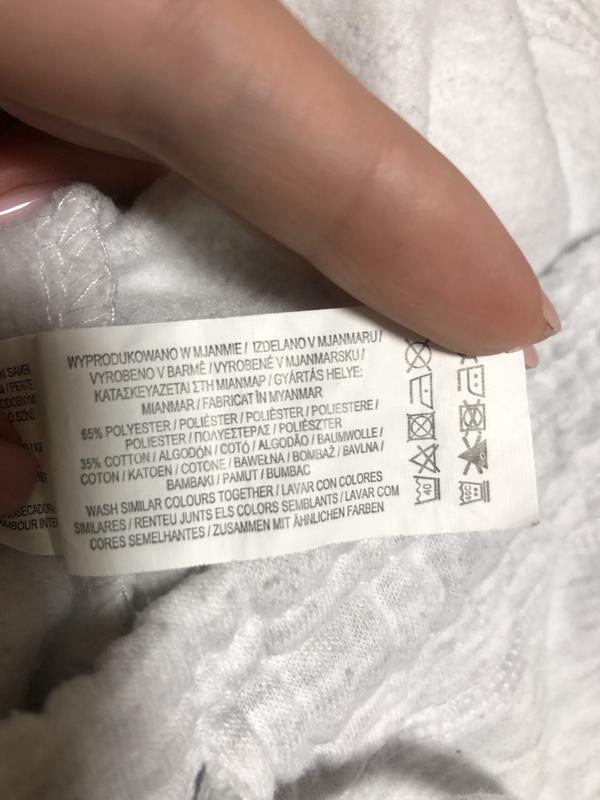 N SAMEK
/ PERTE
WYPRODUKOWANO W MJANMIE / IZDELANO V MJANMARU /
VYROBENO V BARMĚ / VYROBENÉ V MJANMARSKU /
ΚΑΤΑΣΚΕΥΑΖΕΤΑΙ ΣΤΗ ΜΙΑΝΜΑΡ / GYÁRTÁS HELYE:
MIANMAR / FABRICAT ÎN MYANMAR
65% POLYESTER / POLIÉSTER / POLIÈSTER / POLIESTERE /
POLIESTER / ΠΟΛΥΕΣΤΕΡΑΣ / POLIÉSZTER
35% COTTON / ALGODÓN / COTÓ / ALGODÃO / BAUMWOLLE /
COTON / KATOEN / COTONE / BAWEŁNA / BOMBAŽ / BAVLNA /
ΒΑΜΒΑΚΙ / PAMUT / BUMBAC
WASH SIMILAR COLOURS TOGETHER / LAVAR CON COLORES
SIMILARES / RENTEU JUNTS ELS COLORS SEMBLANTS / LAVAR COM
CORES SEMELHANTES / ZUSAMMEN MIT ÄHNLICHEN FARBEN
40